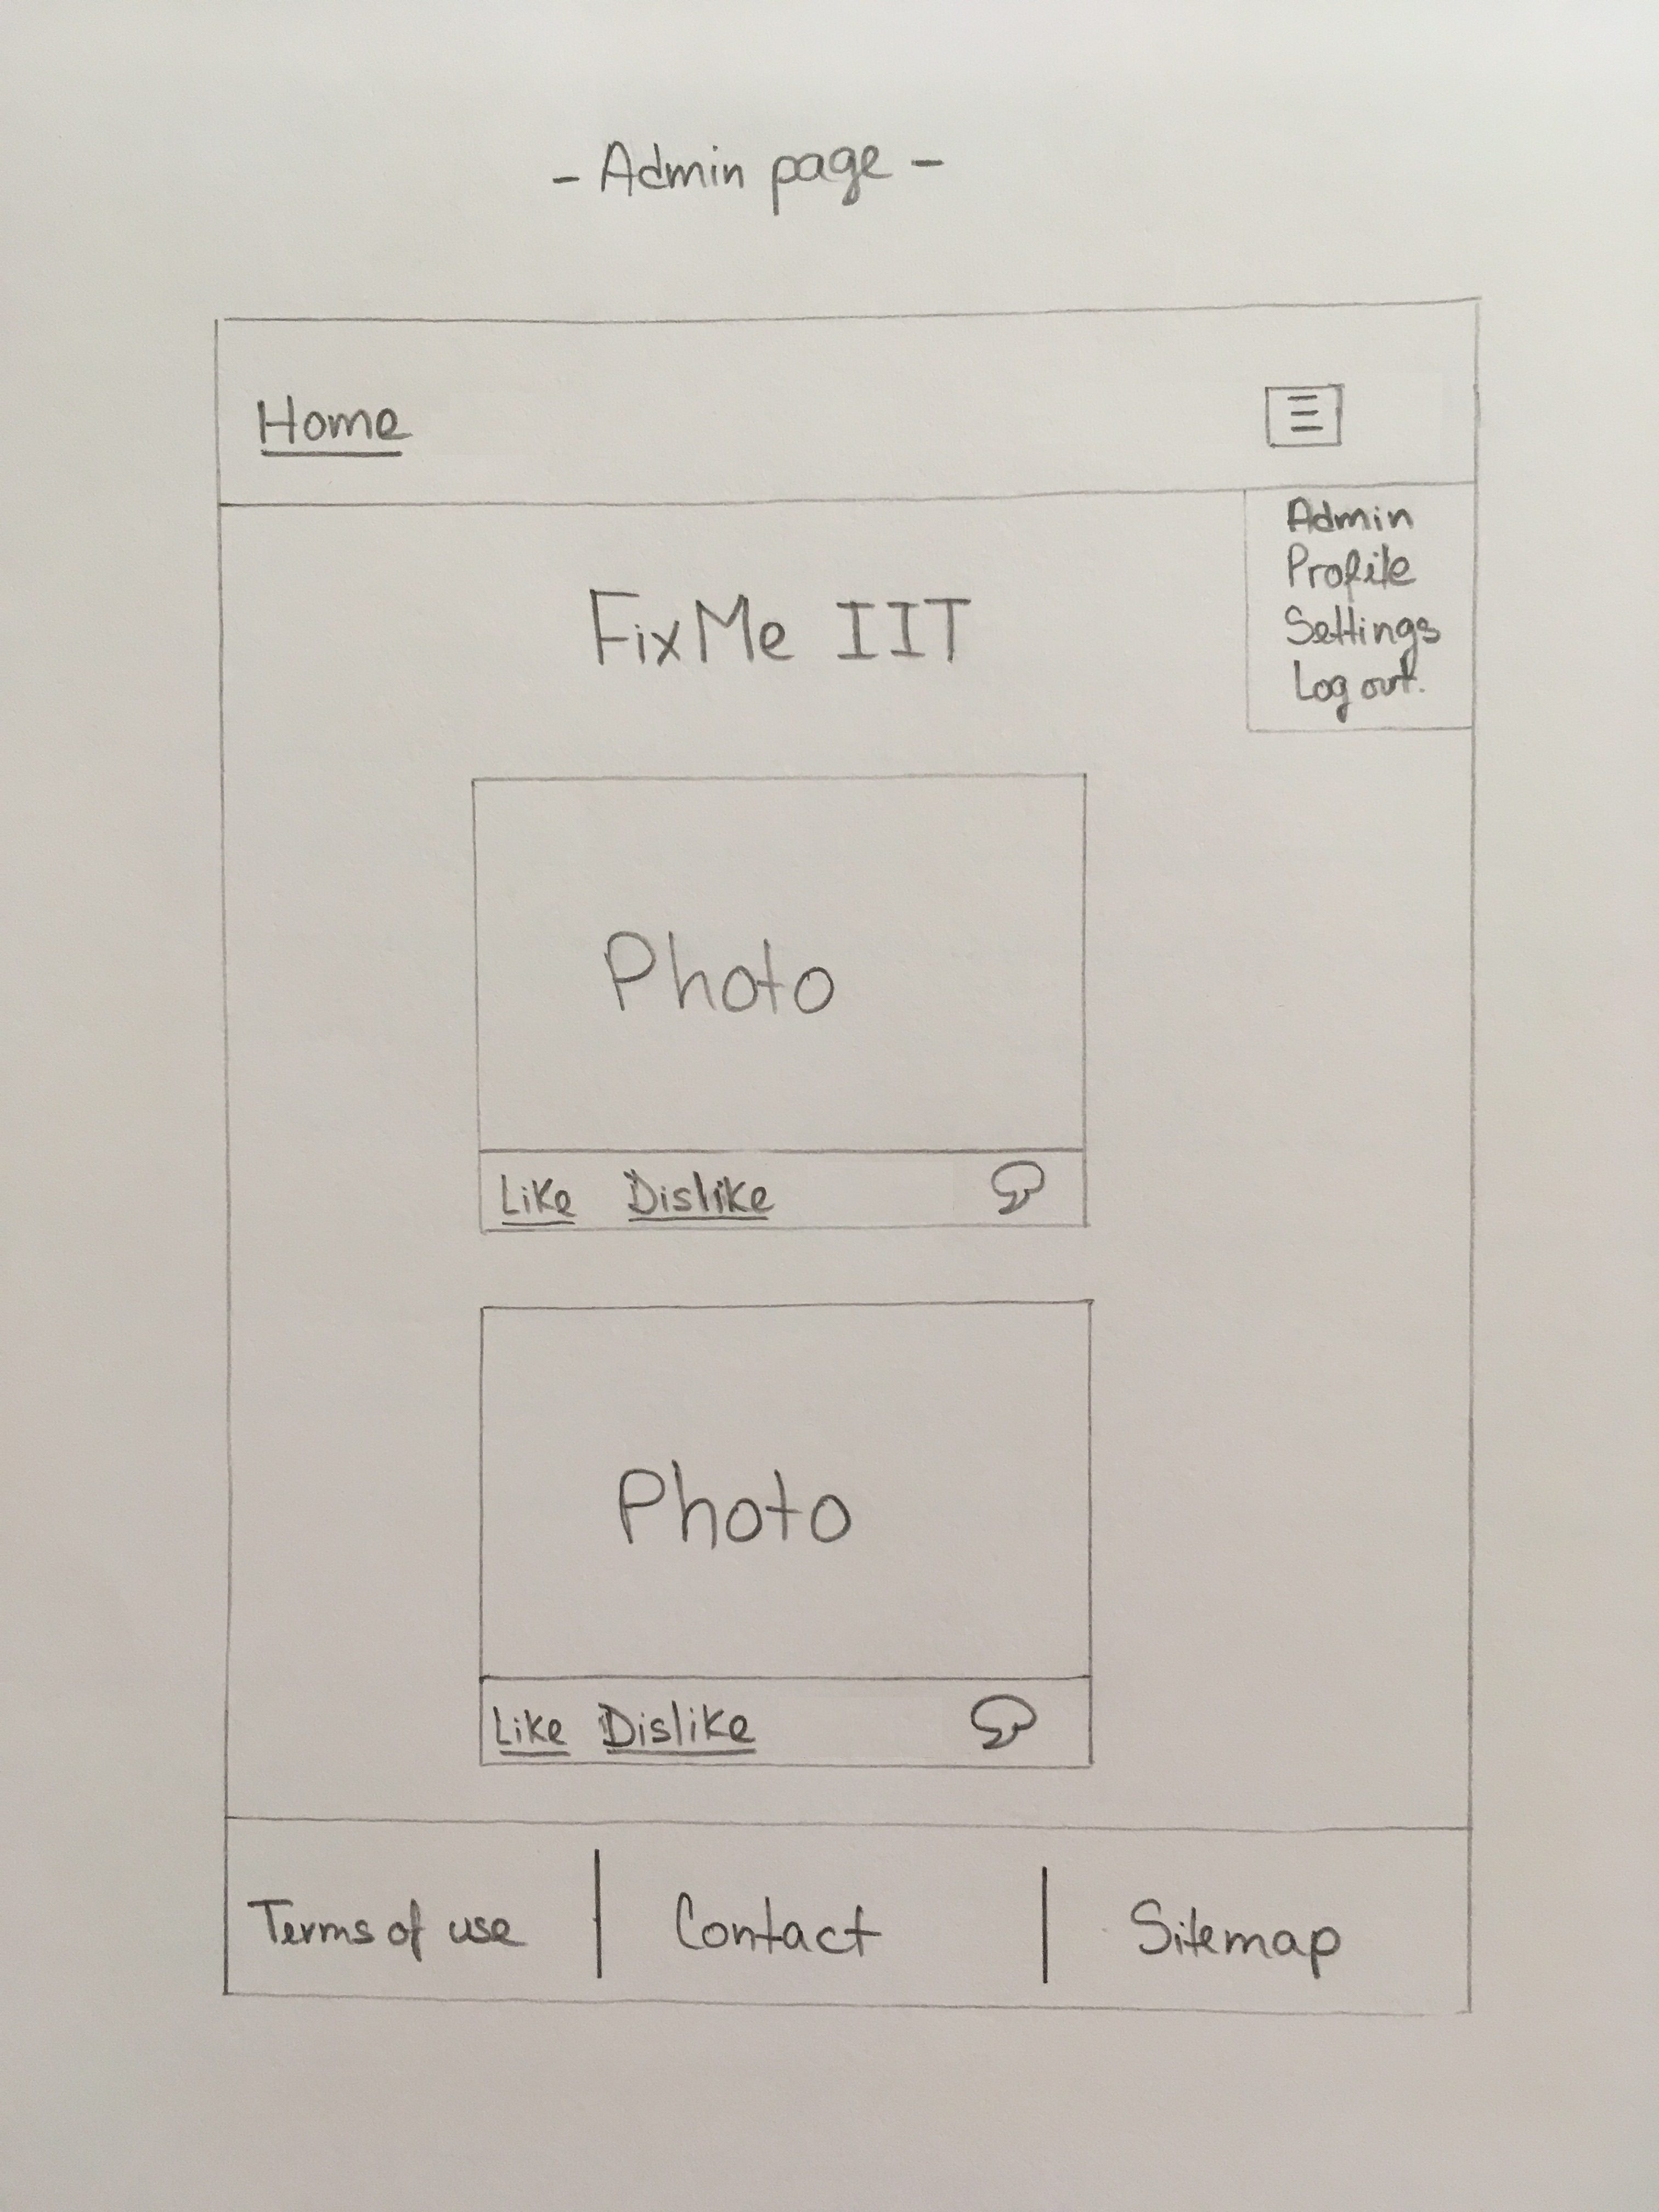 - Admin page -
Home
Admin
Profile
Settings
Log out.
FixMe IIT
Photo
Like Dislike
Photo
Like Dislike
Terms of use | Contact | Sitemap